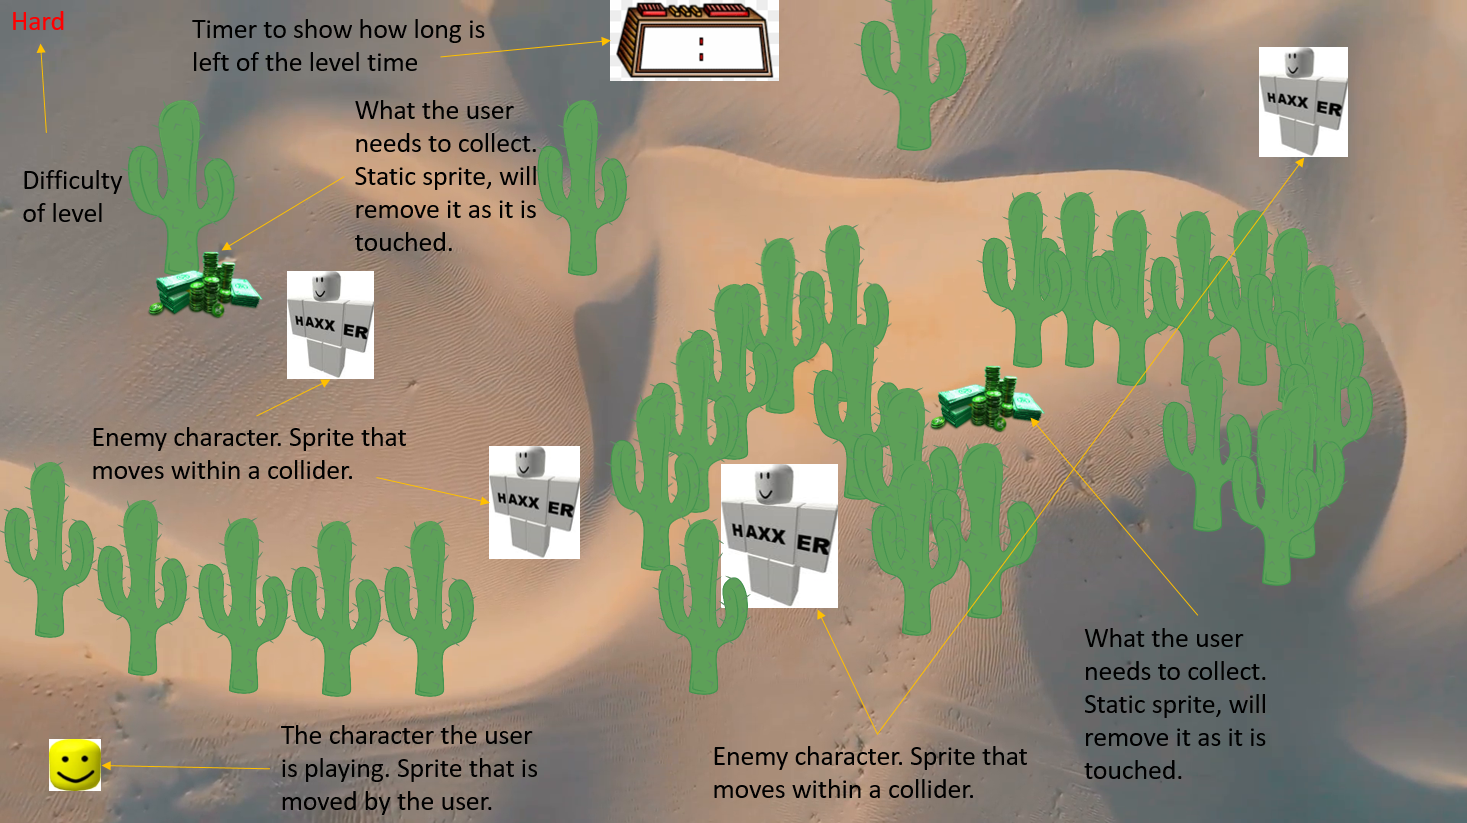 Hard
Timer to show how long is
left of the level time
What the user
needs to collect.
Static sprite, will
remove it as it is
touched.
Difficulty
of level
HAXX ER
HAXX ER
Enemy character. Sprite that
moves within a collider.
HAXX ER
HAXX ER
What the user
needs to collect.
Static sprite, will
remove it as it is
touched.
The character the user
is playing. Sprite that is
moved by the user.
Enemy character. Sprite that
moves within a collider.